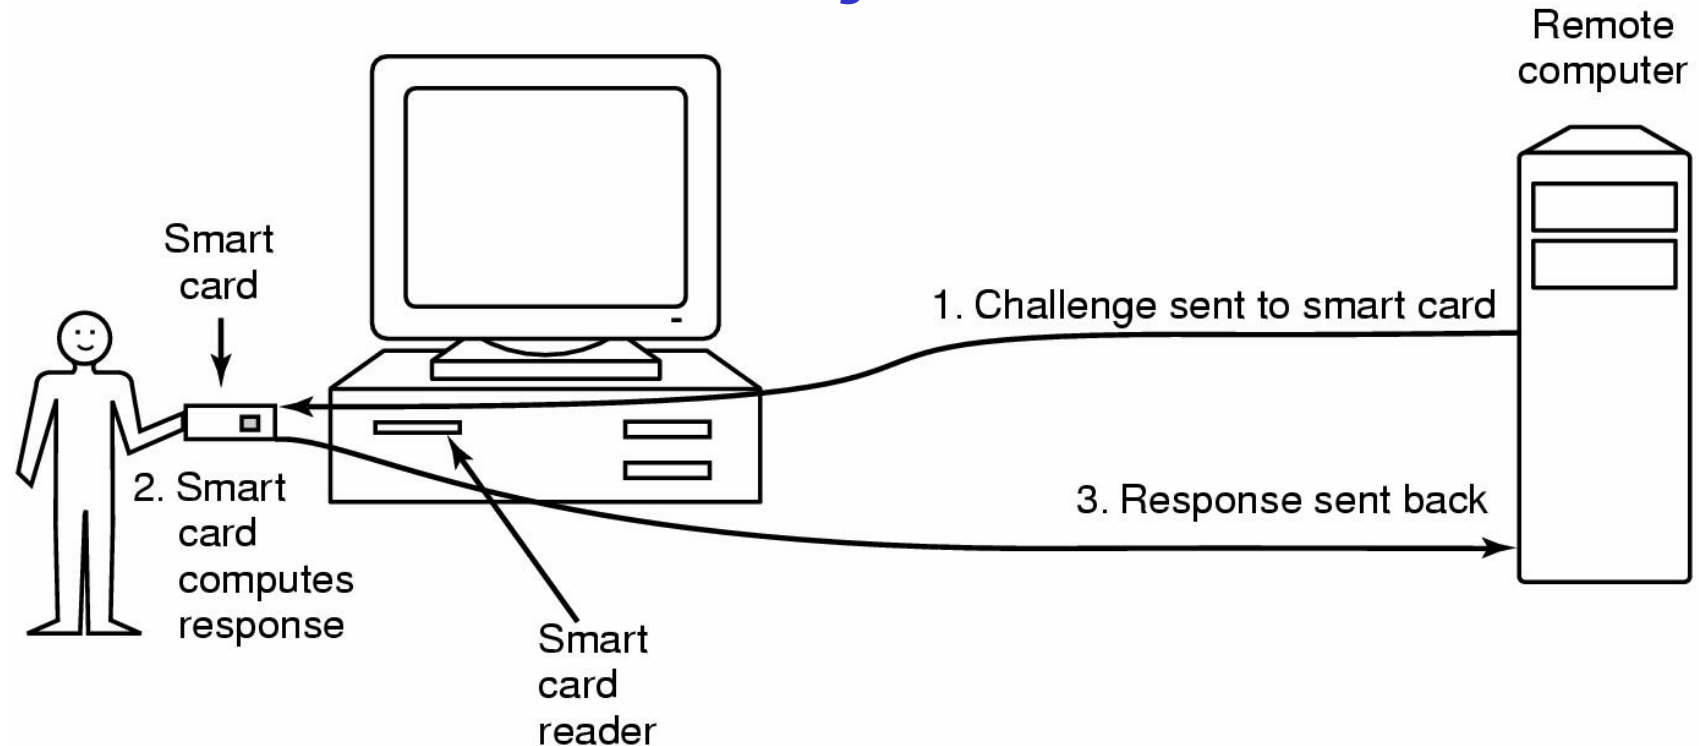 Remote
computer
Smart
card
1. Challenge sent to smart card
2. Smart
card
computes
response
3. Response sent back
Smart
card
reader